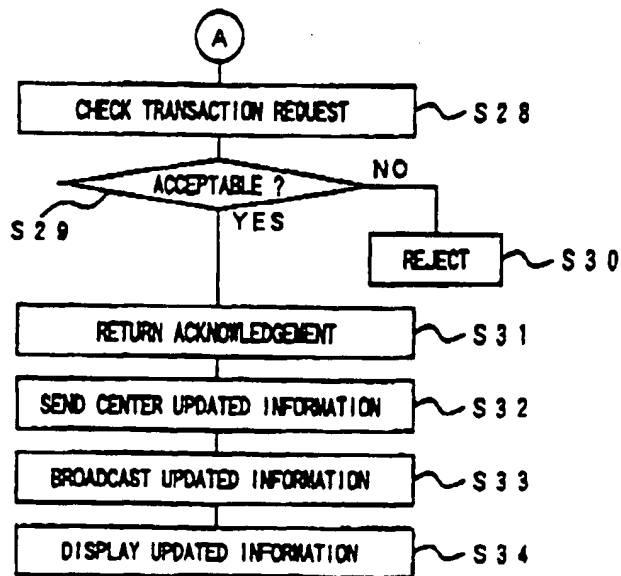 A
CHECK TRANSACTION REQUEST
S28
ACCEPTABLE ?
NO
S29
YES
REJECT
S30
RETURN ACKNOWLEDGEMENT
S31
SEND CENTER UPDATED INFORMATION
S32
BROADCAST UPDATED INFORMATION
S33
DISPLAY UPDATED INFORMATION
S34